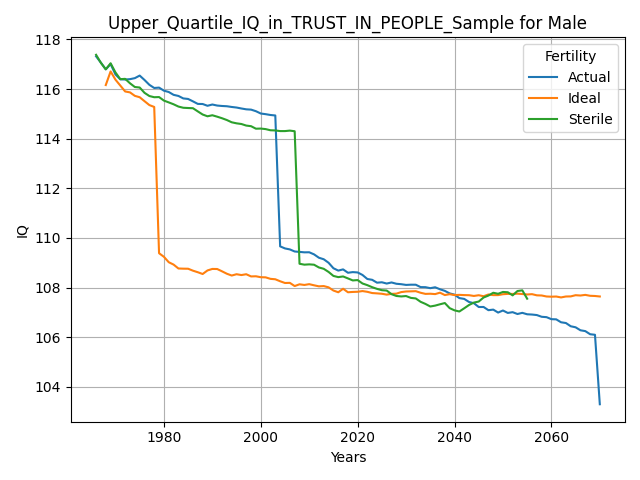 Upper_Quartile_IQ_in_TRUST_IN_PEOPLE_Sample for Male
Fertility
Actual
Ideal
Sterile
118
116
114
112
110
108
106
104
IQ
1980
2000
2020
2040
2060
Years